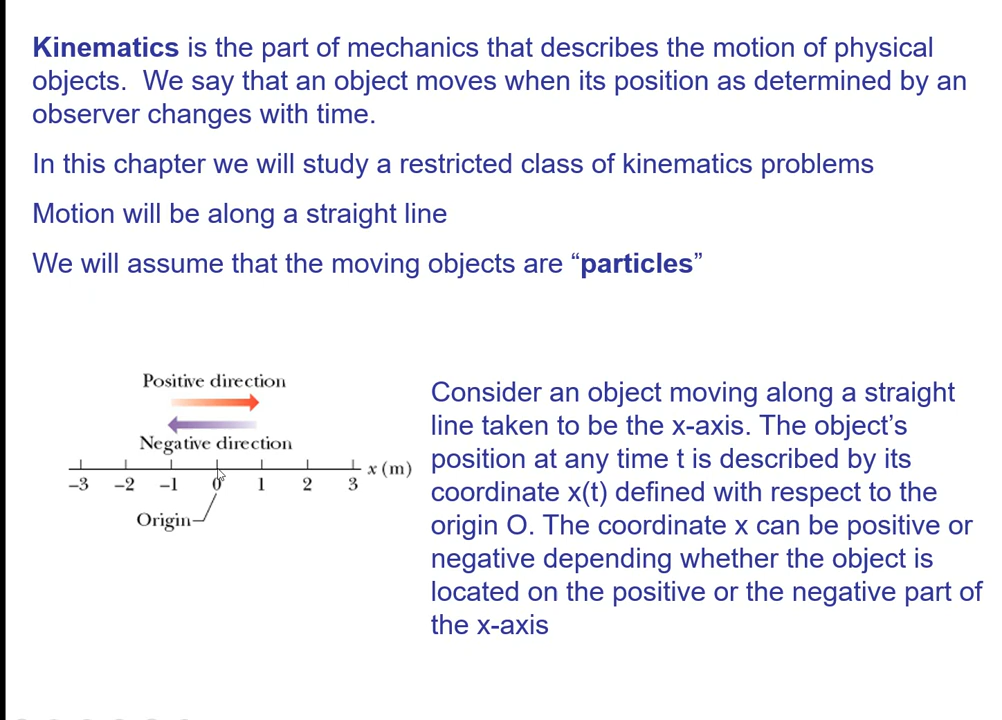 Kinematics is the part of mechanics that describes the motion of physical
objects.  We say that an object moves when its position as determined by an
observer changes with time.
In this chapter we will study a restricted class of kinematics problems
Motion will be along a straight line
We will assume that the moving objects are “particles”
Positive direction
Negative direction
x (m)
–3 –2 –1 0 1 2 3
Origin
Consider an object moving along a straight
line taken to be the x-axis. The object’s
position at any time t is described by its
coordinate x(t) defined with respect to the
origin O. The coordinate x can be positive or
negative depending whether the object is
located on the positive or the negative part of
the x-axis